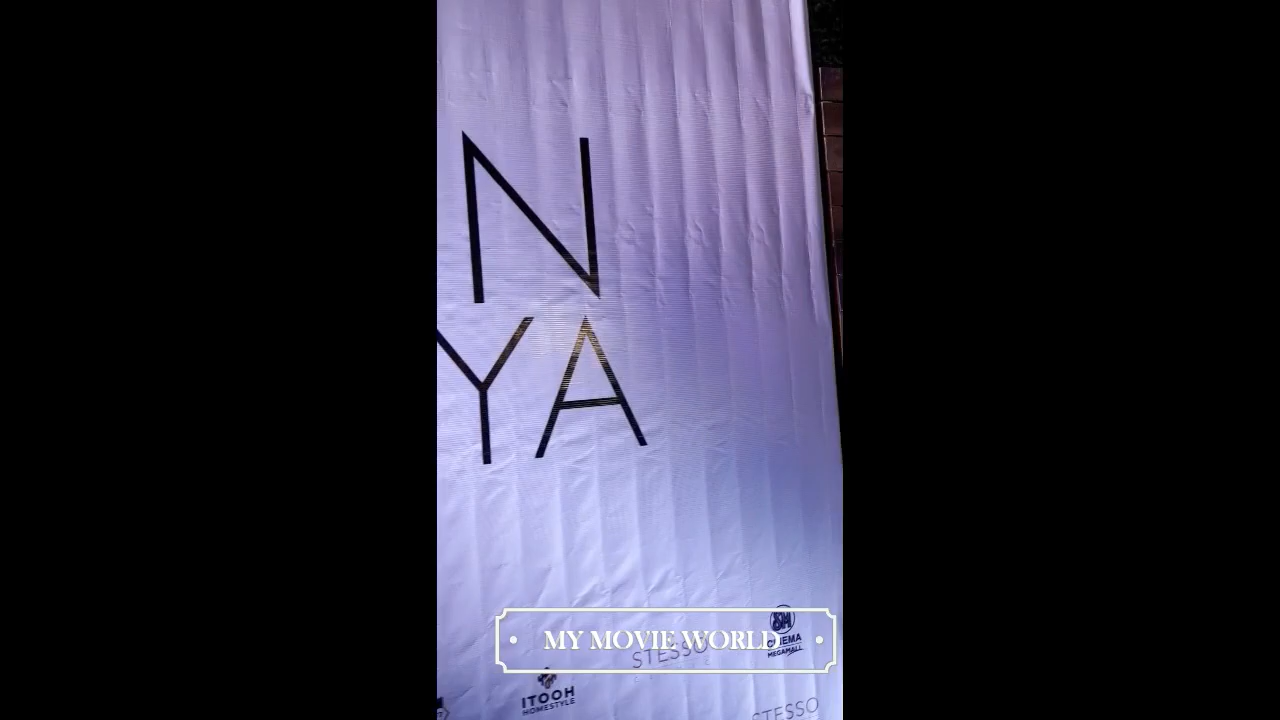 N
YA
MY MOVIE WORLD
STESSO
SM
CINEMA
MEGAMALL
ITOOH
HOMESTYLE
STESSO